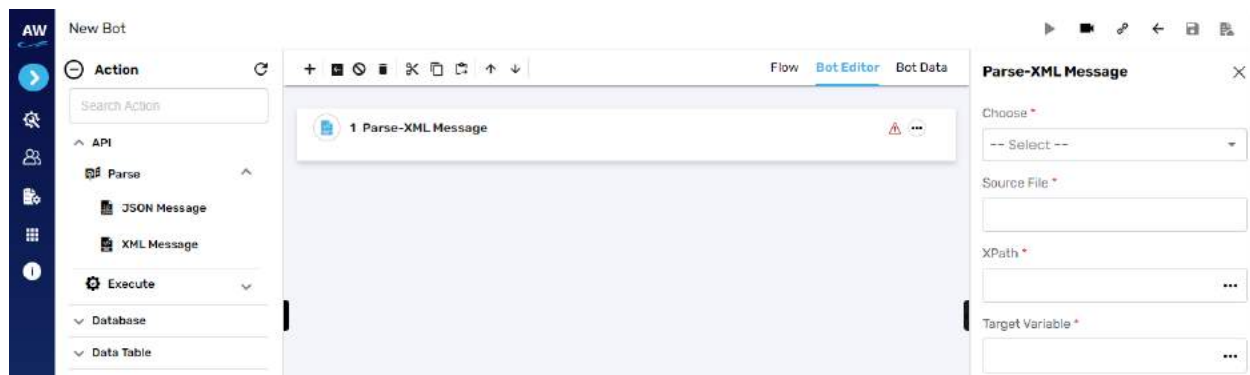 AW
New Bot
Action
Search Action
API
Parse
JSON Message
XML Message
Execute
Database
Data Table
Flow Bot Editor Bot Data
1 Parse-XML Message
Parse-XML Message
Choose *
-- Select --
Source File *
XPath *
Target Variable *